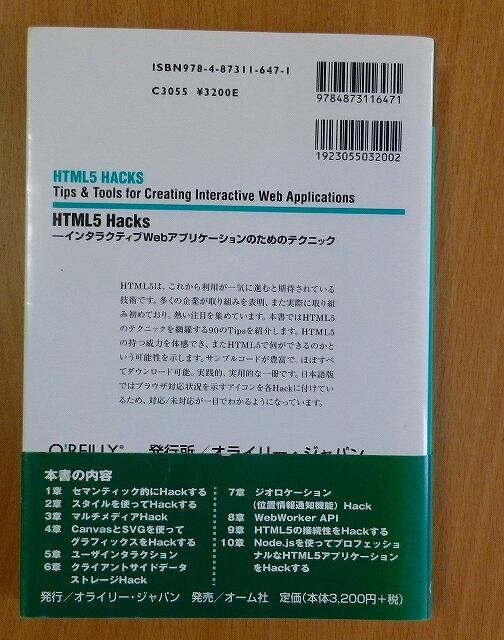 ISBN978-4-87311-647-1
C3055 ¥3200E
9784873116471
1923055032002
HTML5 HACKS
Tips & Tools for Creating Interactive Web Applications
HTML5 Hacks
―インタラクティブWebアプリケーションのためのテクニック
HTML5は、これから利用が一気に進むと期待されている
技術です。多くの企業が取り組みを表明、また実際に取り組
み初めており、熱い注目を集めています。本書ではHTML5
のテクニックを網羅する90のTipsを紹介します。HTML5
の持つ威力を体感でき、またHTML5で何ができるのかと
いう可能性を示します。サンプルコードが豊富で、ほぼすべ
てダウンロード可能。実践的、実用的な一冊です。日本語版
ではブラウザ対応状況を示すアイコンを各Hackに付けてい
るため、対応/未対応が一目でわかるようになっています。
O'REILLY® 発行所/オライリー・ジャパン
本書の内容
1章 セマンティック的にHackする
2章 スタイルを使ってHackする
3章 マルチメディアHack
4章 CanvasとSVGを使って
グラフィックスをHackする
5章 ユーザインタラクション
6章 クライアントサイドデータ
ストレージHack
7章 ジオロケーション
(位置情報通知機能) Hack
8章 WebWorker API
9章 HTML5の接続性をHackする
10章 Node.jsを使ってプロフェッショ
ナルなHTML5アプリケーション
をHackする
発行/オライリー・ジャパン 発売/オーム社 定価(本体3,200円+税)